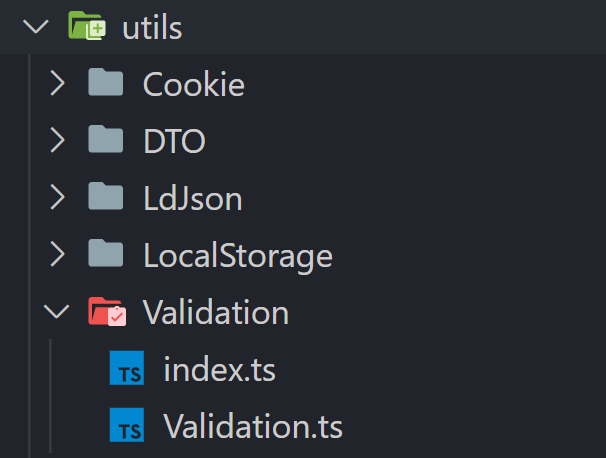 utils
Cookie
DTO
LdJson
LocalStorage
Validation
TS index.ts
TS Validation.ts